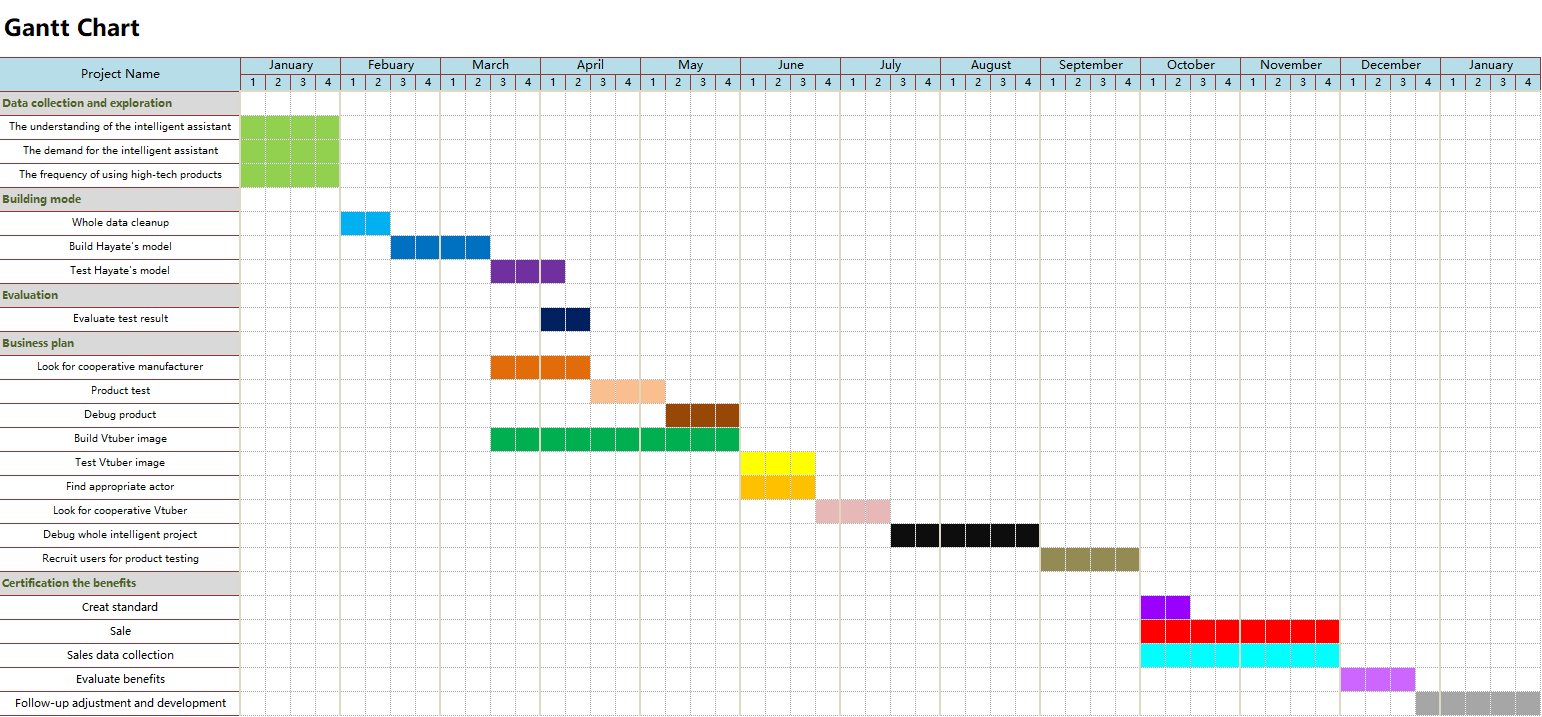 Gantt Chart
Project Name January Febuary March April May June July August September October November December January
1 2 3 4 1 2 3 4 1 2 3 4 1 2 3 4 1 2 3 4 1 2 3 4 1 2 3 4 1 2 3 4 1 2 3 4 1 2 3 4 1 2 3 4 1 2 3 4 1 2 3 4
Data collection and exploration
The understanding of the intelligent assistant
The demand for the intelligent assistant
The frequency of using high-tech products
Building mode
Whole data cleanup
Build Hayate's model
Test Hayate's model
Evaluation
Evaluate test result
Business plan
Look for cooperative manufacturer
Product test
Debug product
Build Vtuber image
Test Vtuber image
Find appropriate actor
Look for cooperative Vtuber
Debug whole intelligent project
Recruit users for product testing
Certification the benefits
Creat standard
Sale
Sales data collection
Evaluate benefits
Follow-up adjustment and development